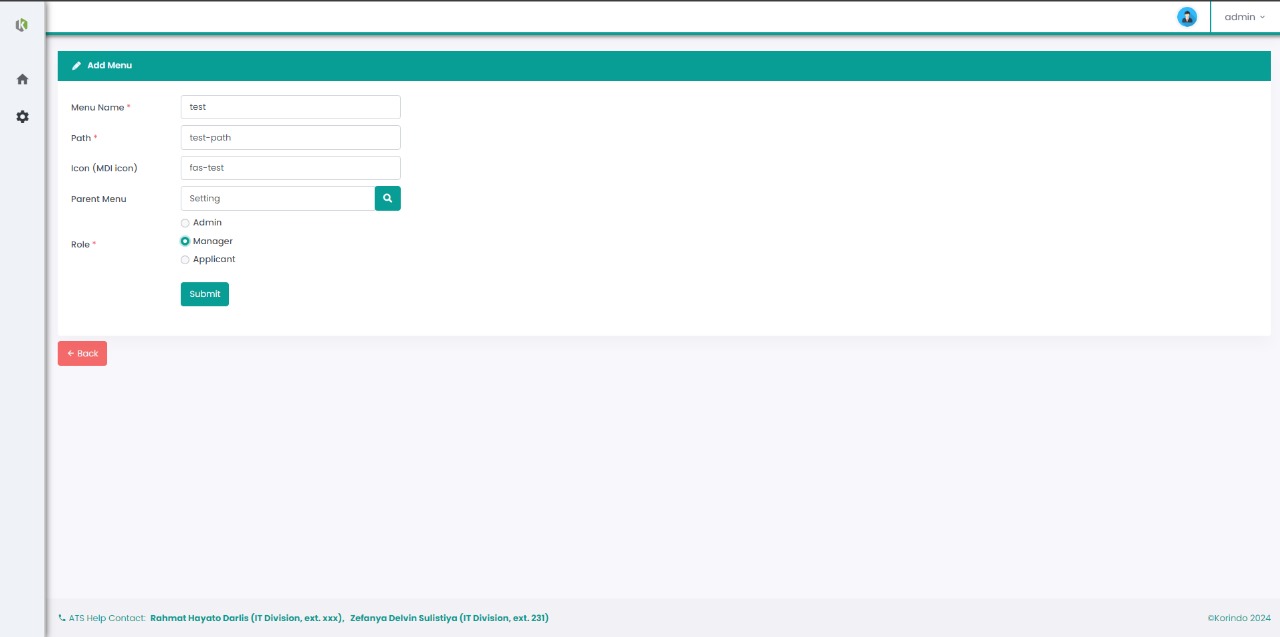 admin
Add Menu
Menu Name *
test
Path *
test-path
Icon (MDI icon)
fas-test
Parent Menu
Setting
Role *
Admin
Manager
Applicant
Submit
← Back
ATS Help Contact: Rahmat Hayato Darlis (IT Division, ext. xxx), Zefanya Delvin Sulistiya (IT Division, ext. 231)
©Korindo 2024